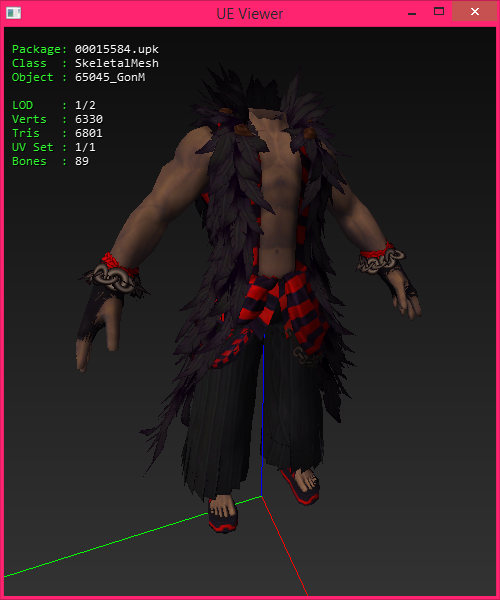 UE Viewer
Package: 00015584.upk
Class : SkeletalMesh
Object : 65045_GonM
LOD : 1/2
Verts : 6330
Tris : 6801
UV Set : 1/1
Bones : 89